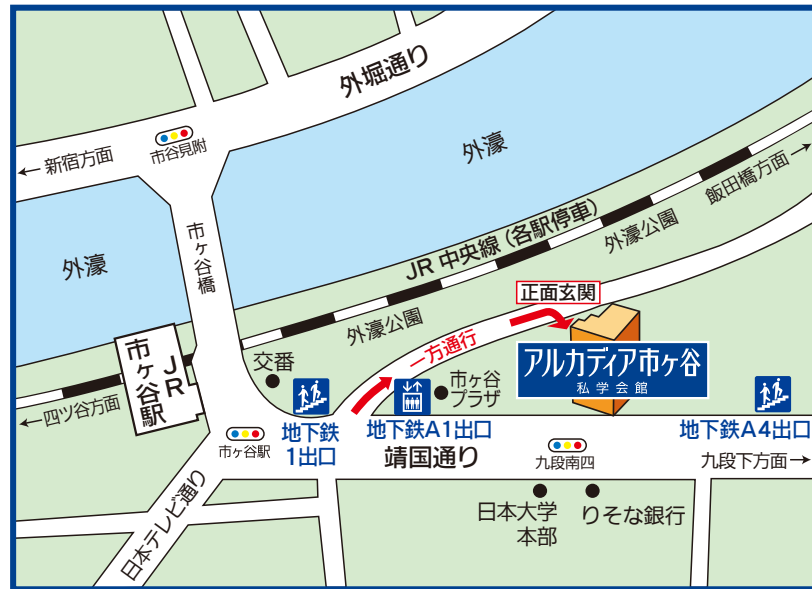 外堀通り
←新宿方面
市谷見附
外濠
飯田橋方面→
外濠
市ヶ谷橋
JR 中央線(各駅停車)
外濠公園
正面玄関
外濠公園
JR
市ヶ谷駅
一方通行
アルカディア市ヶ谷
私学会館
交番
市ヶ谷
プラザ
←四ツ谷方面
地下鉄
1出口
地下鉄A1出口
地下鉄A4出口
市ヶ谷駅
靖国通り
九段南四
九段下方面→
日本テレビ通り
日本大学
本部
りそな銀行